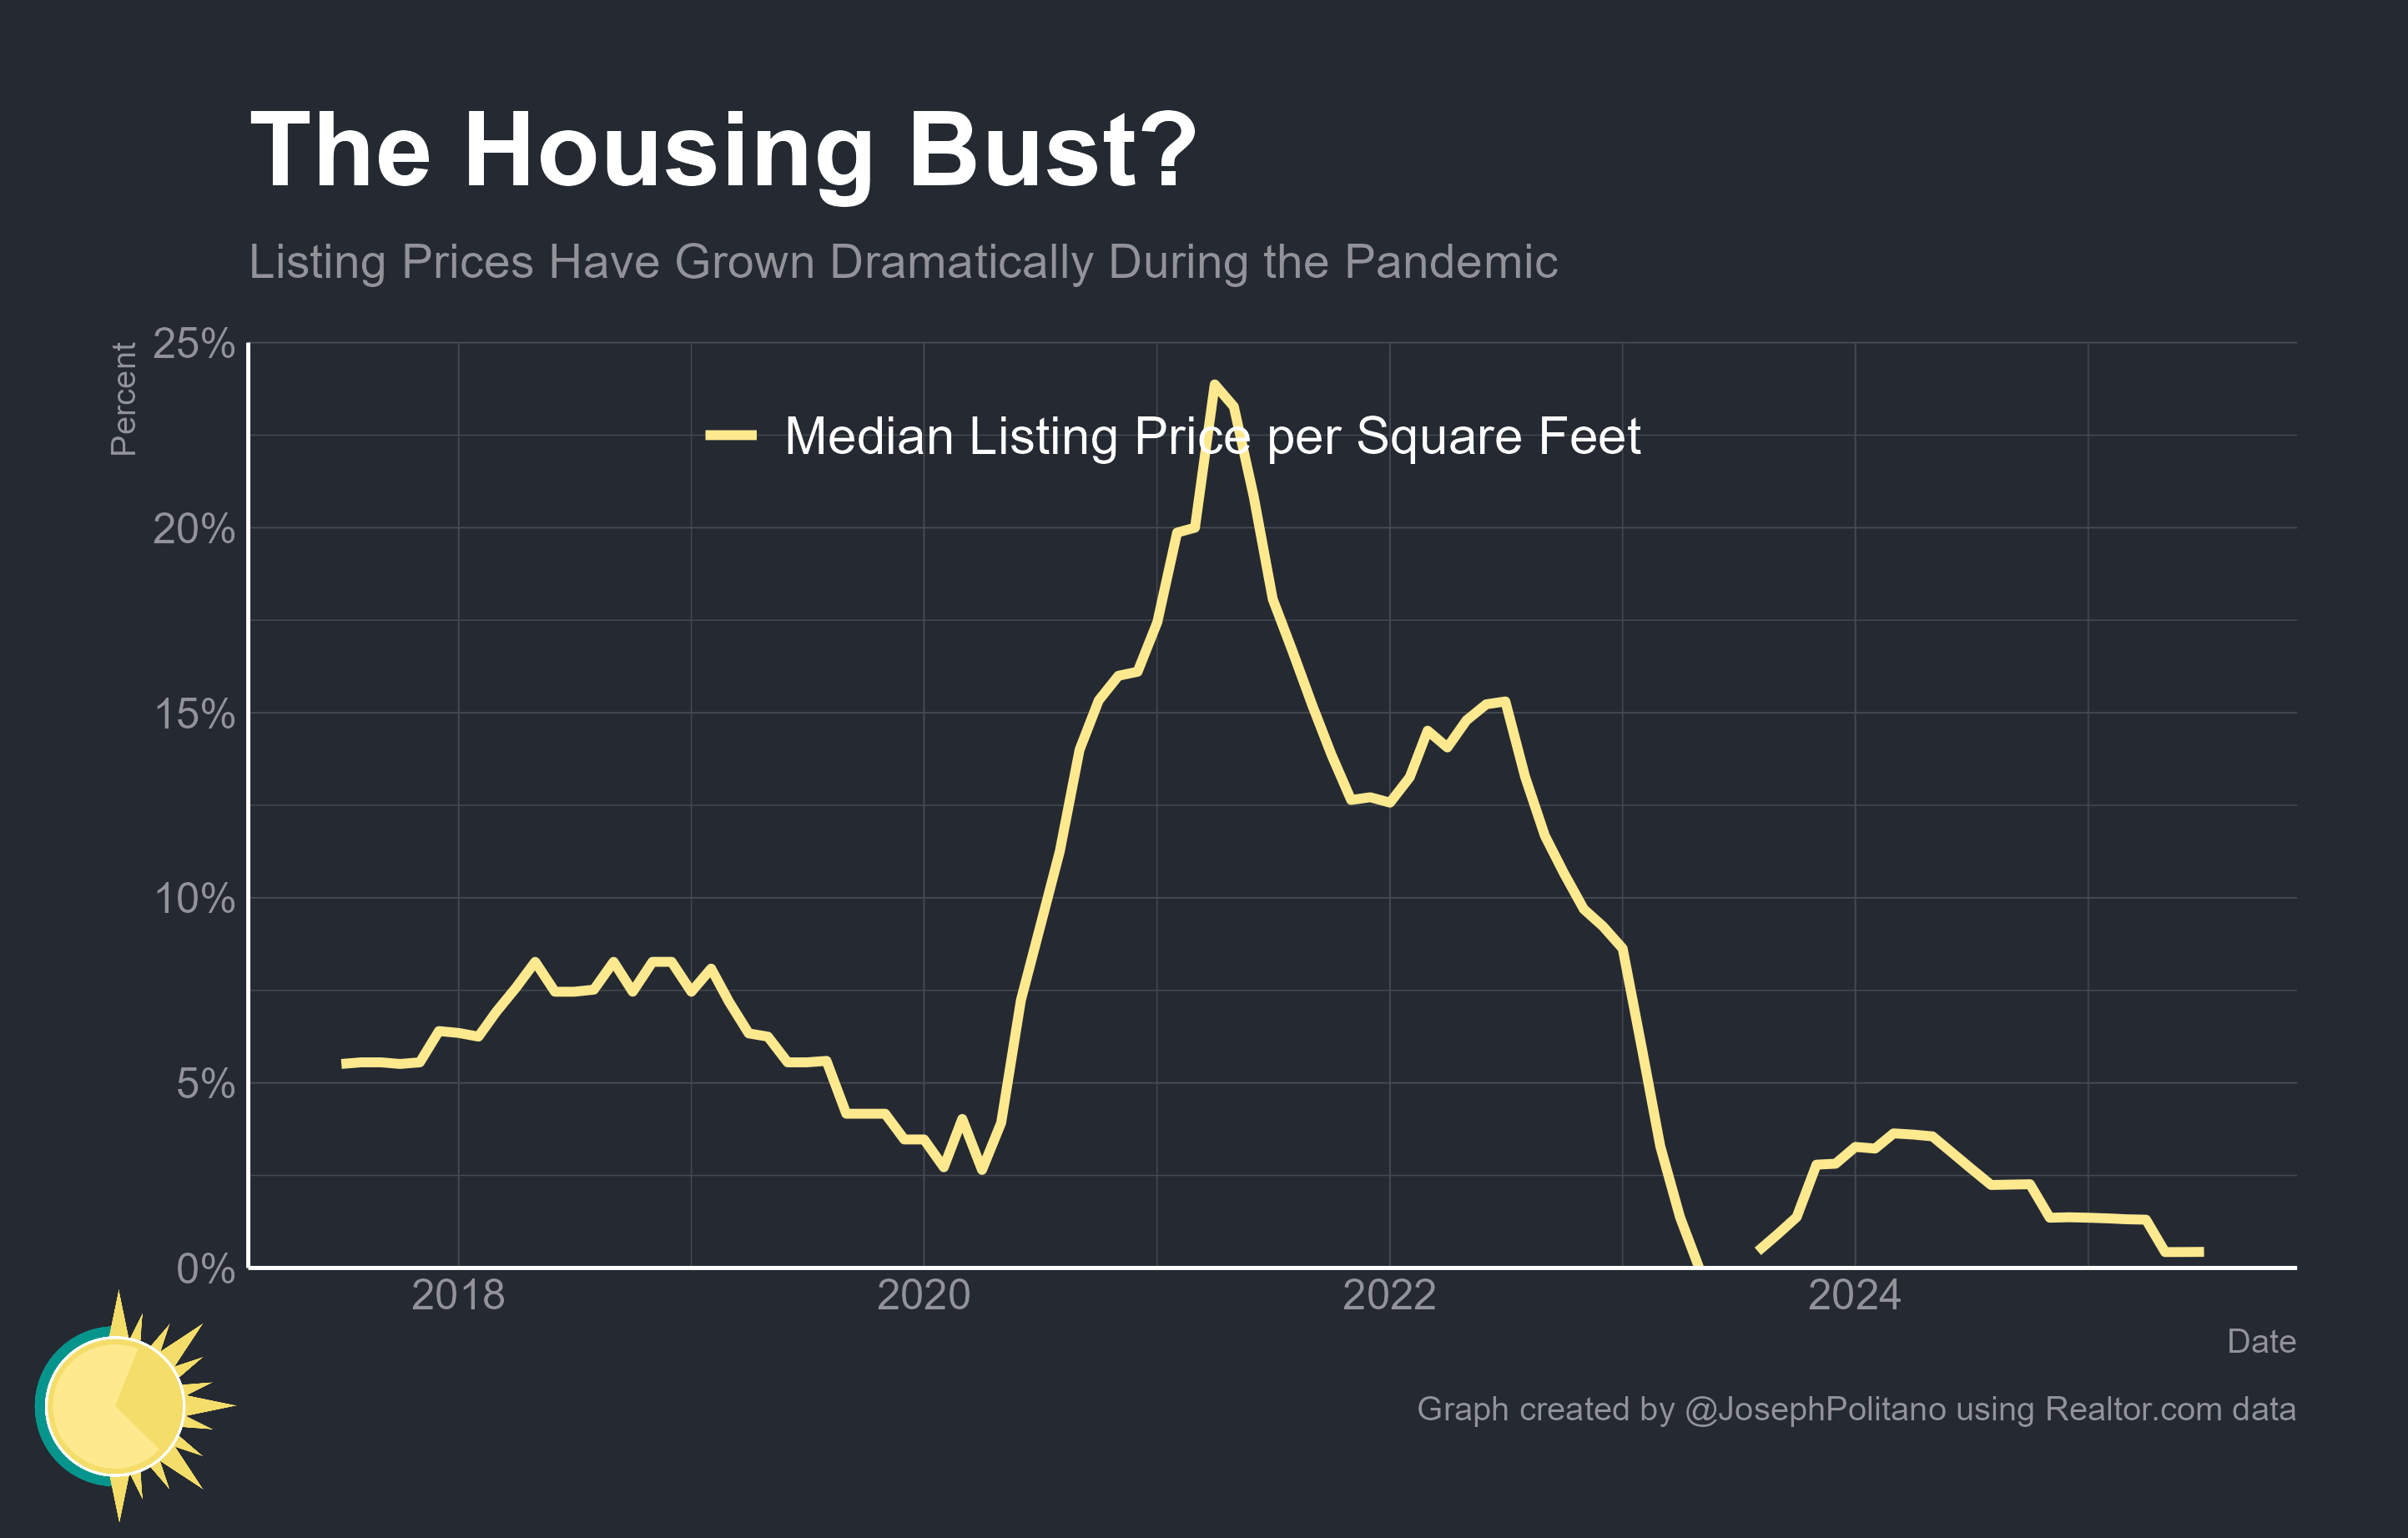 The Housing Bust?
Listing Prices Have Grown Dramatically During the Pandemic
Percent
25%
Median Listing Price per Square Feet
20%
15%
10%
5%
0%
2018 2020 2022 2024
Date
Graph created by @JosephPolitano using Realtor.com data